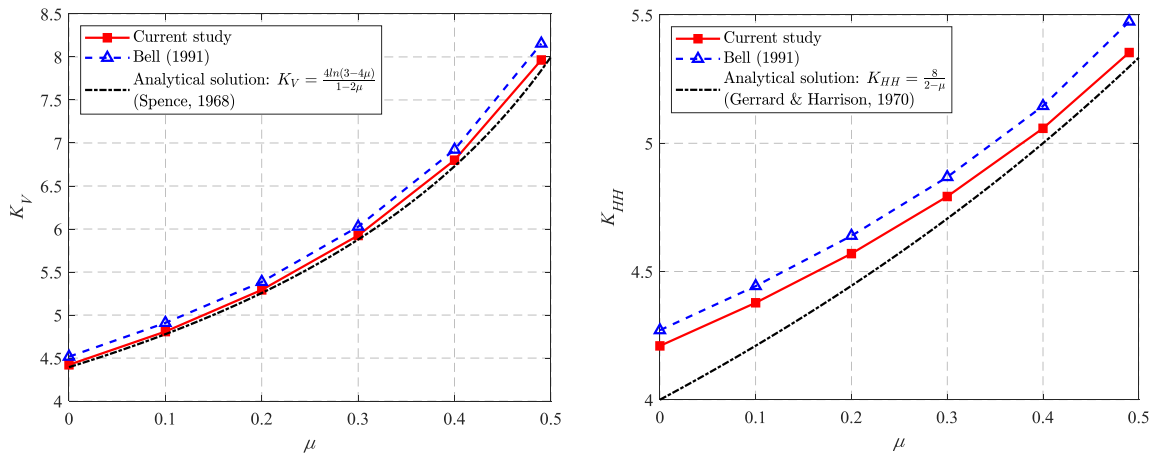 8.5
8
7.5
7
6.5
6
5.5
5
4.5
4
K_V
0
0.1
0.2
0.3
0.4
0.5
μ
Current study
Bell (1991)
Analytical solution: K_V = 4ln(3−4μ)/1−2μ
(Spence, 1968)
5.5
5
4.5
4
K_HH
0
0.1
0.2
0.3
0.4
0.5
μ
Current study
Bell (1991)
Analytical solution: K_HH = 8/2−μ
(Gerrard & Harrison, 1970)